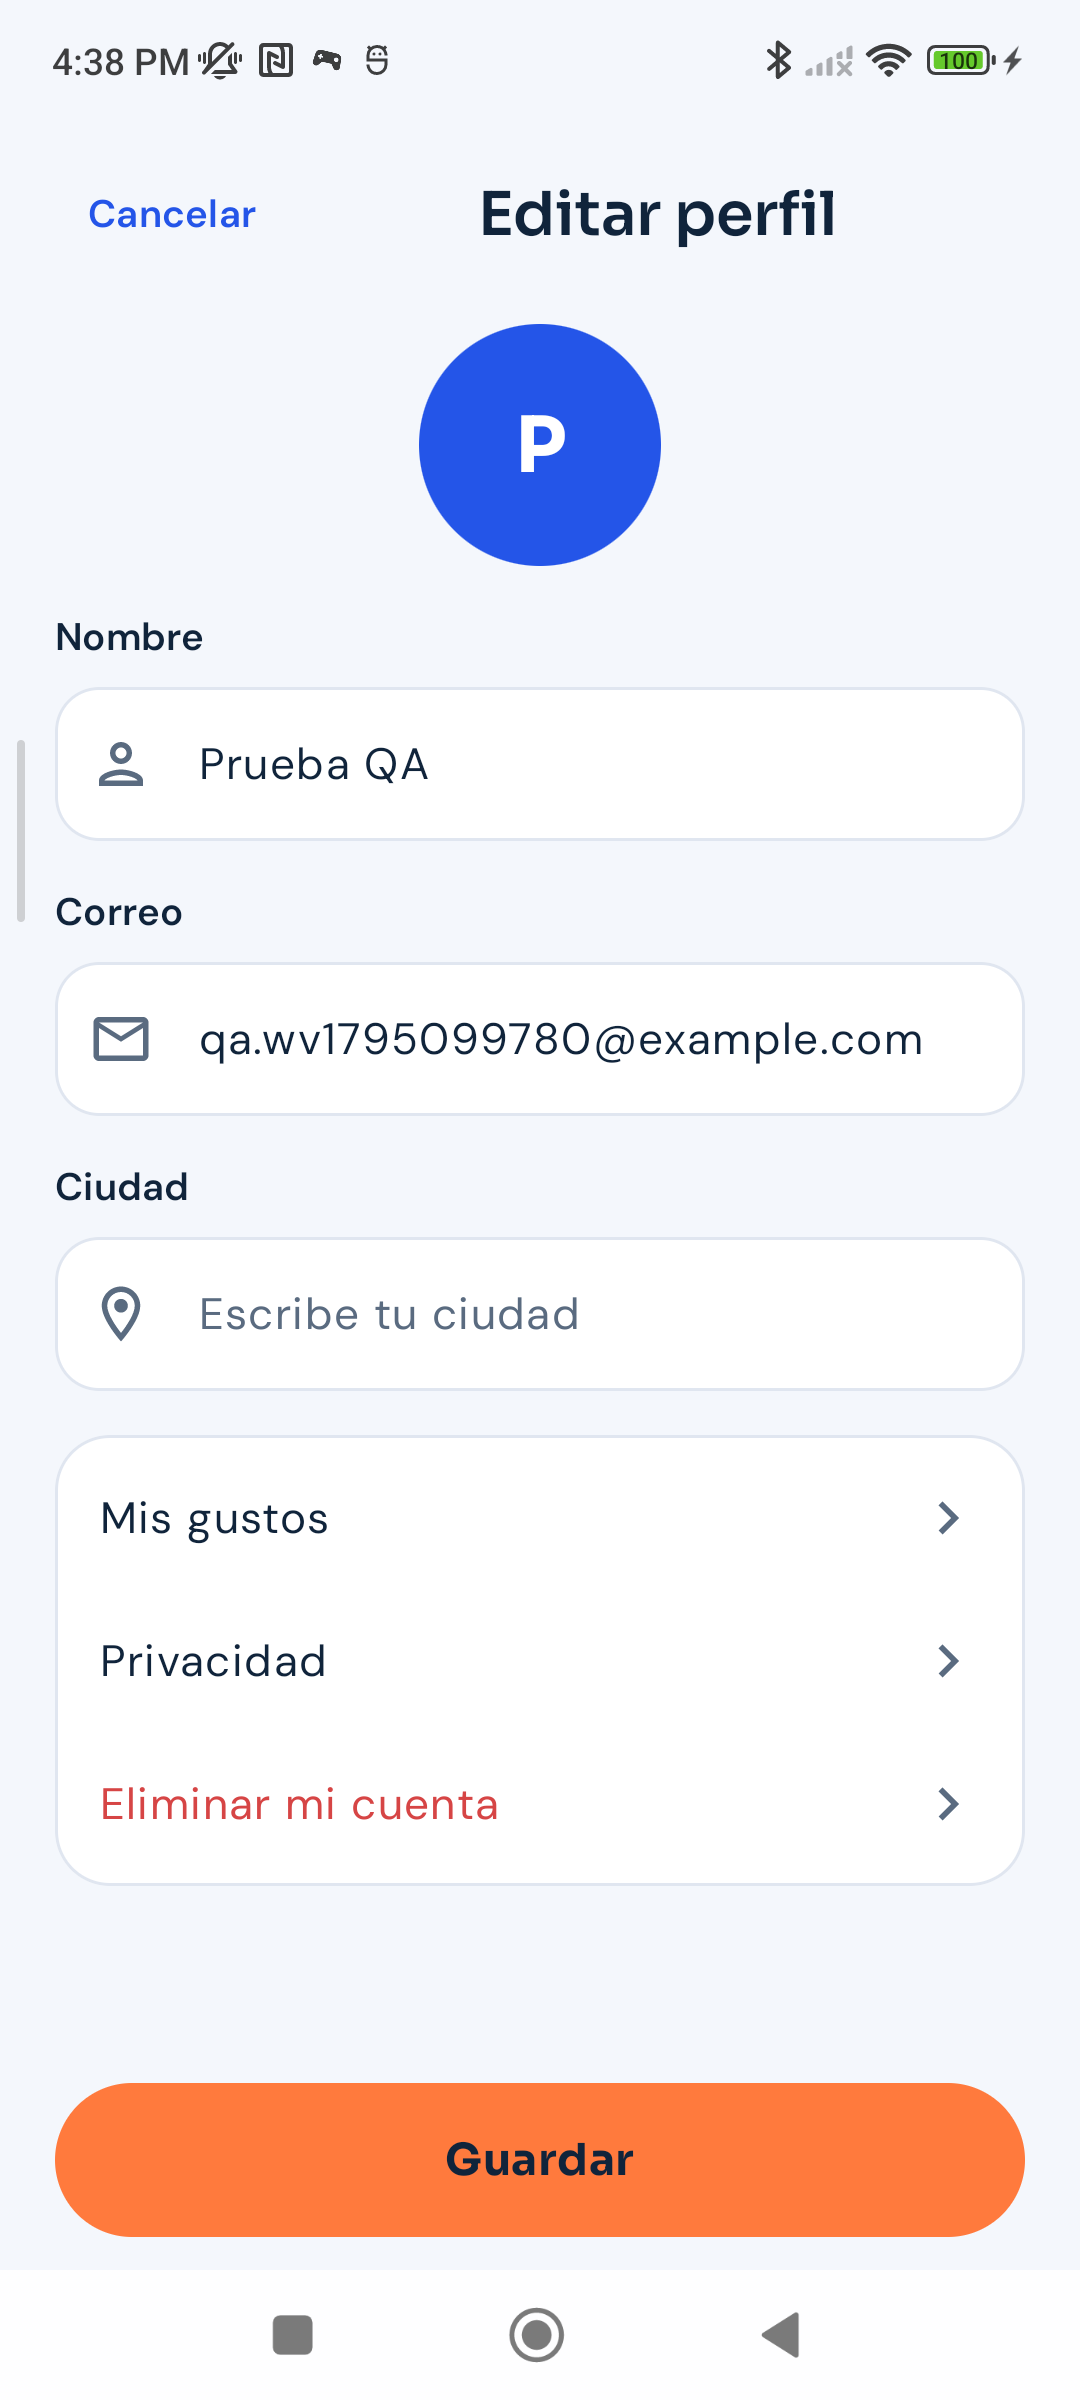 4:38 PM
100
Cancelar
Editar perfil
P
Nombre
Prueba QA
Correo
qa.wv1795099780@example.com
Ciudad
Escribe tu ciudad
Mis gustos
Privacidad
Eliminar mi cuenta
Guardar